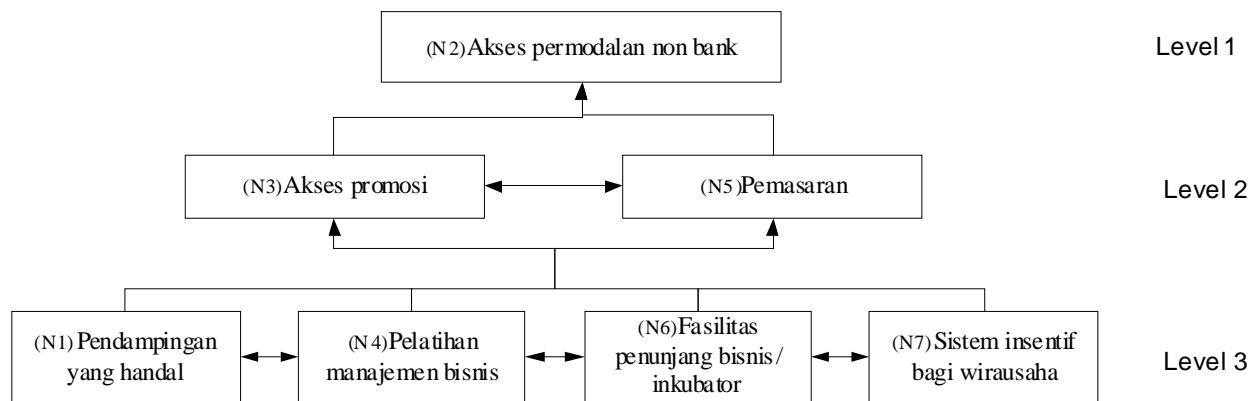 (N2)Akses permodalan non bank
Level 1
(N3)Akses promosi
(N5)Pemasaran
Level 2
(N1)Pendampingan
yang handal
(N4)Pelatihan
manajemen bisnis
(N6)Fasilitas
penunjang bisnis/
inkubator
(N7)Sistem insentif
bagi wirausaha
Level 3